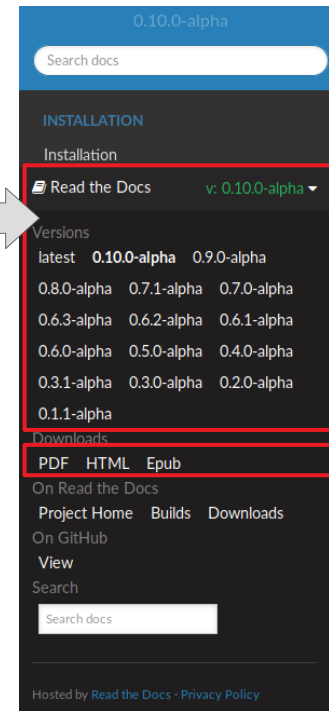 0.10.0-alpha
Search docs
INSTALLATION
Installation
Read the Docs v: 0.10.0-alpha
Versions
latest 0.10.0-alpha 0.9.0-alpha
0.8.0-alpha 0.7.1-alpha 0.7.0-alpha
0.6.3-alpha 0.6.2-alpha 0.6.1-alpha
0.6.0-alpha 0.5.0-alpha 0.4.0-alpha
0.3.1-alpha 0.3.0-alpha 0.2.0-alpha
0.1.1-alpha
Downloads
PDF HTML Epub
On Read the Docs
Project Home Builds Downloads
On GitHub
View
Search
Search docs
Hosted by Read the Docs · Privacy Policy